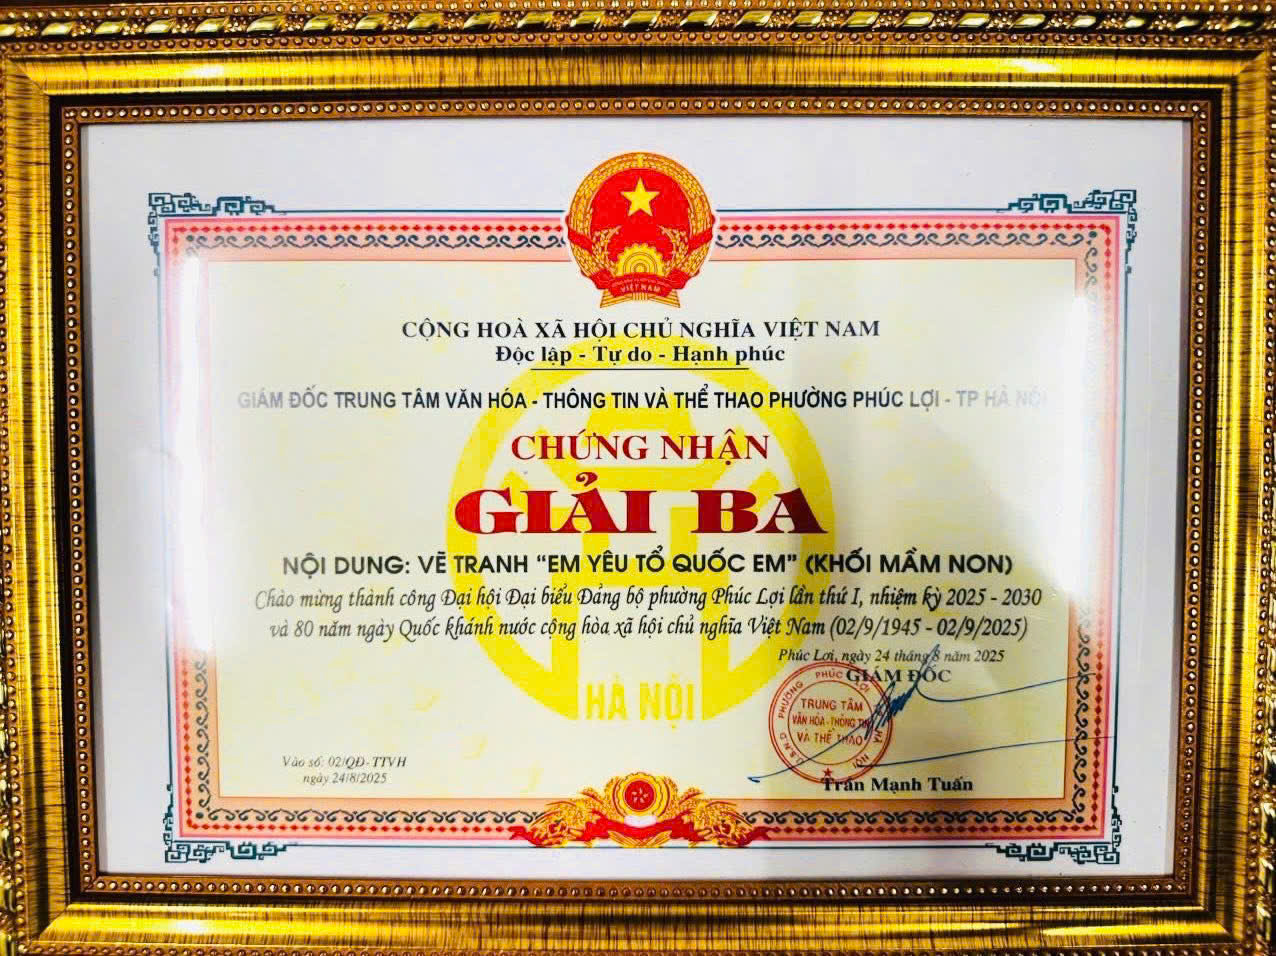 VIỆT NAM
CỘNG HOÀ XÃ HỘI CHỦ NGHĨA VIỆT NAM
Độc lập - Tự do - Hạnh phúc
GIÁM ĐỐC TRUNG TÂM VĂN HÓA - THÔNG TIN VÀ THỂ THAO PHƯỜNG PHÚC LỢI - TP HÀ NỘI
CHỨNG NHẬN
GIẢI BA
NỘI DUNG: VẼ TRANH “EM YÊU TỔ QUỐC EM” (KHỐI MẦM NON)
Chào mừng thành công Đại hội Đại biểu Đảng bộ phường Phúc Lợi lần thứ I, nhiệm kỳ 2025 - 2030
và 80 năm ngày Quốc khánh nước cộng hòa xã hội chủ nghĩa Việt Nam (02/9/1945 - 02/9/2025)
Phúc Lợi, ngày 24 tháng 8 năm 2025
GIÁM ĐỐC
HÀ NỘI
U.B.N.D PHƯỜNG PHÚC LỢI
TRUNG TÂM
VĂN HÓA - THÔNG TIN
VÀ THỂ THAO
Vào số: 02/QĐ- TTVH
ngày 24/8/2025
Trần Mạnh Tuấn